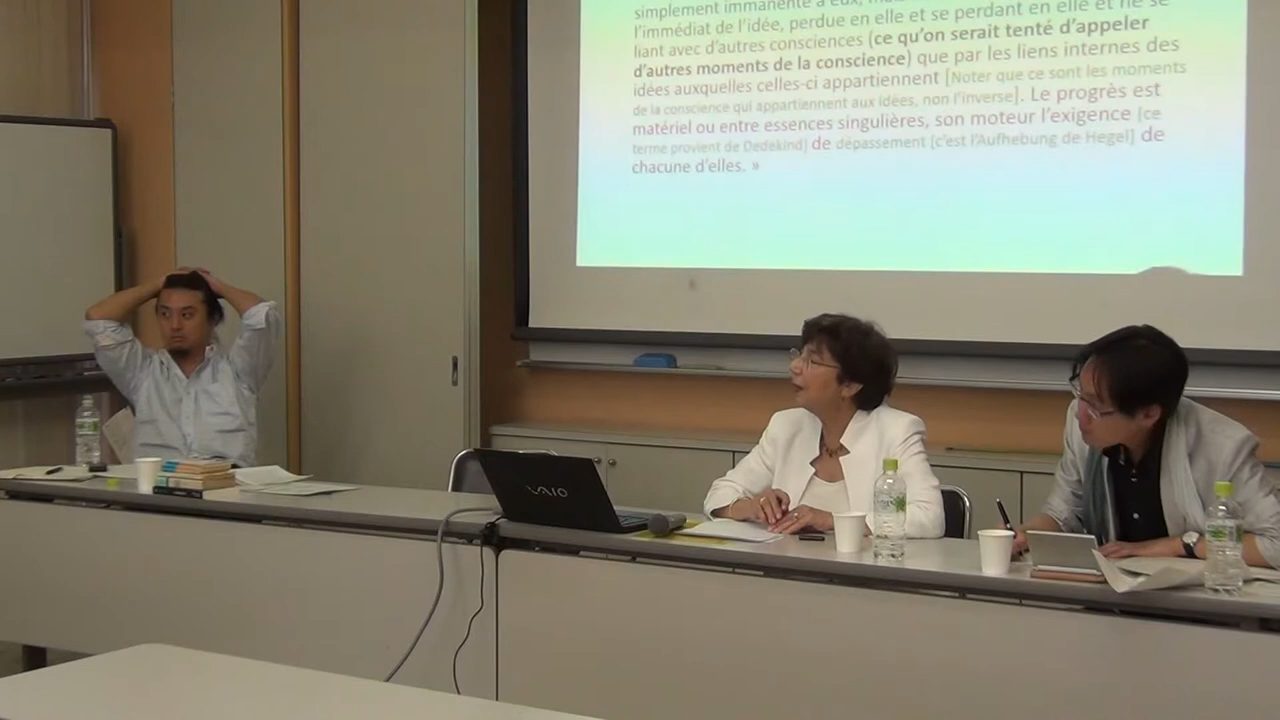 simplement immanente à eux,
l'immédiat de l'idée, perdue en elle et se perdant en elle et ne se
liant avec d'autres consciences (ce qu'on serait tenté d'appeler
d'autres moments de la conscience) que par les liens internes des
idées auxquelles celles-ci appartiennent [Noter que ce sont les moments
de la conscience qui appartiennent aux idées, non l'inverse]. Le progrès est
matériel ou entre essences singulières, son moteur l'exigence [ce
terme provient de Dedekind] de dépassement [c'est l'Aufhebung de Hegel] de
chacune d'elles. »
VAIO